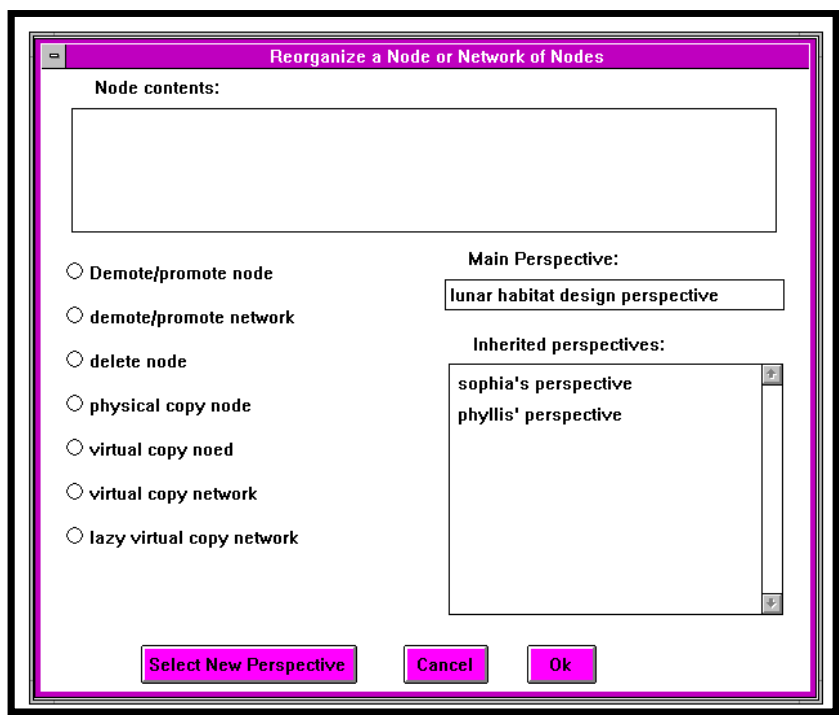 Reorganize a Node or Network of Nodes
Node contents:
Demote/promote node
demote/promote network
delete node
physical copy node
virtual copy noed
virtual copy network
lazy virtual copy network
Main Perspective:
lunar habitat design perspective
Inherited perspectives:
sophia's perspective
phyllis' perspective
Select New Perspective
Cancel
Ok